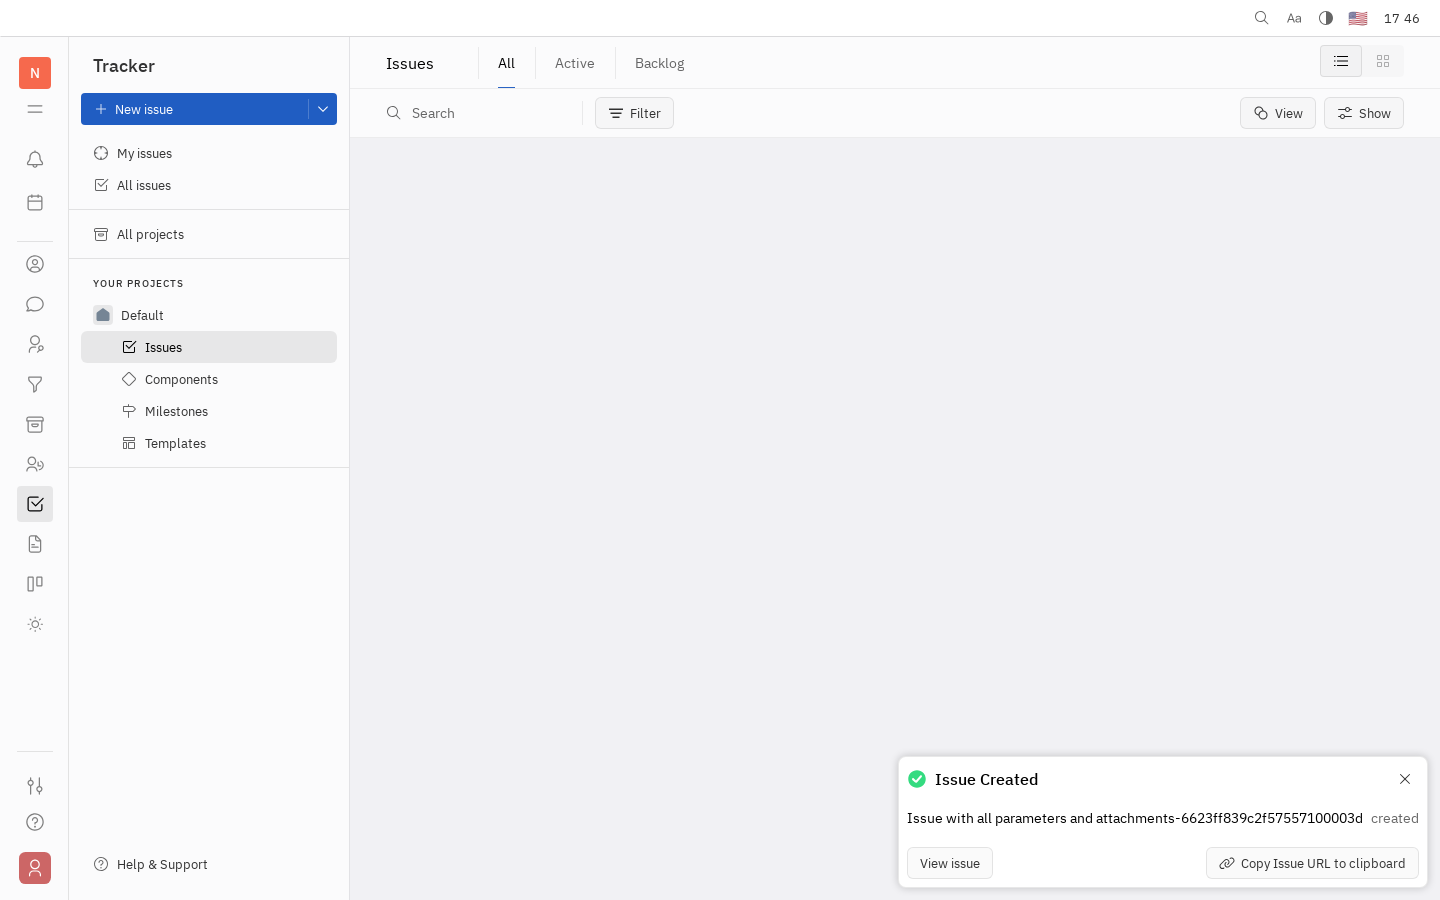 Aa
17 46
N
Tracker
New issue
My issues
All issues
All projects
YOUR PROJECTS
Default
Issues
Components
Milestones
Templates
Help & Support
Issues
All
Active
Backlog
Search
Filter
View
Show
Issue Created
Issue with all parameters and attachments-6623ff839c2f57557100003d created
View issue
Copy Issue URL to clipboard